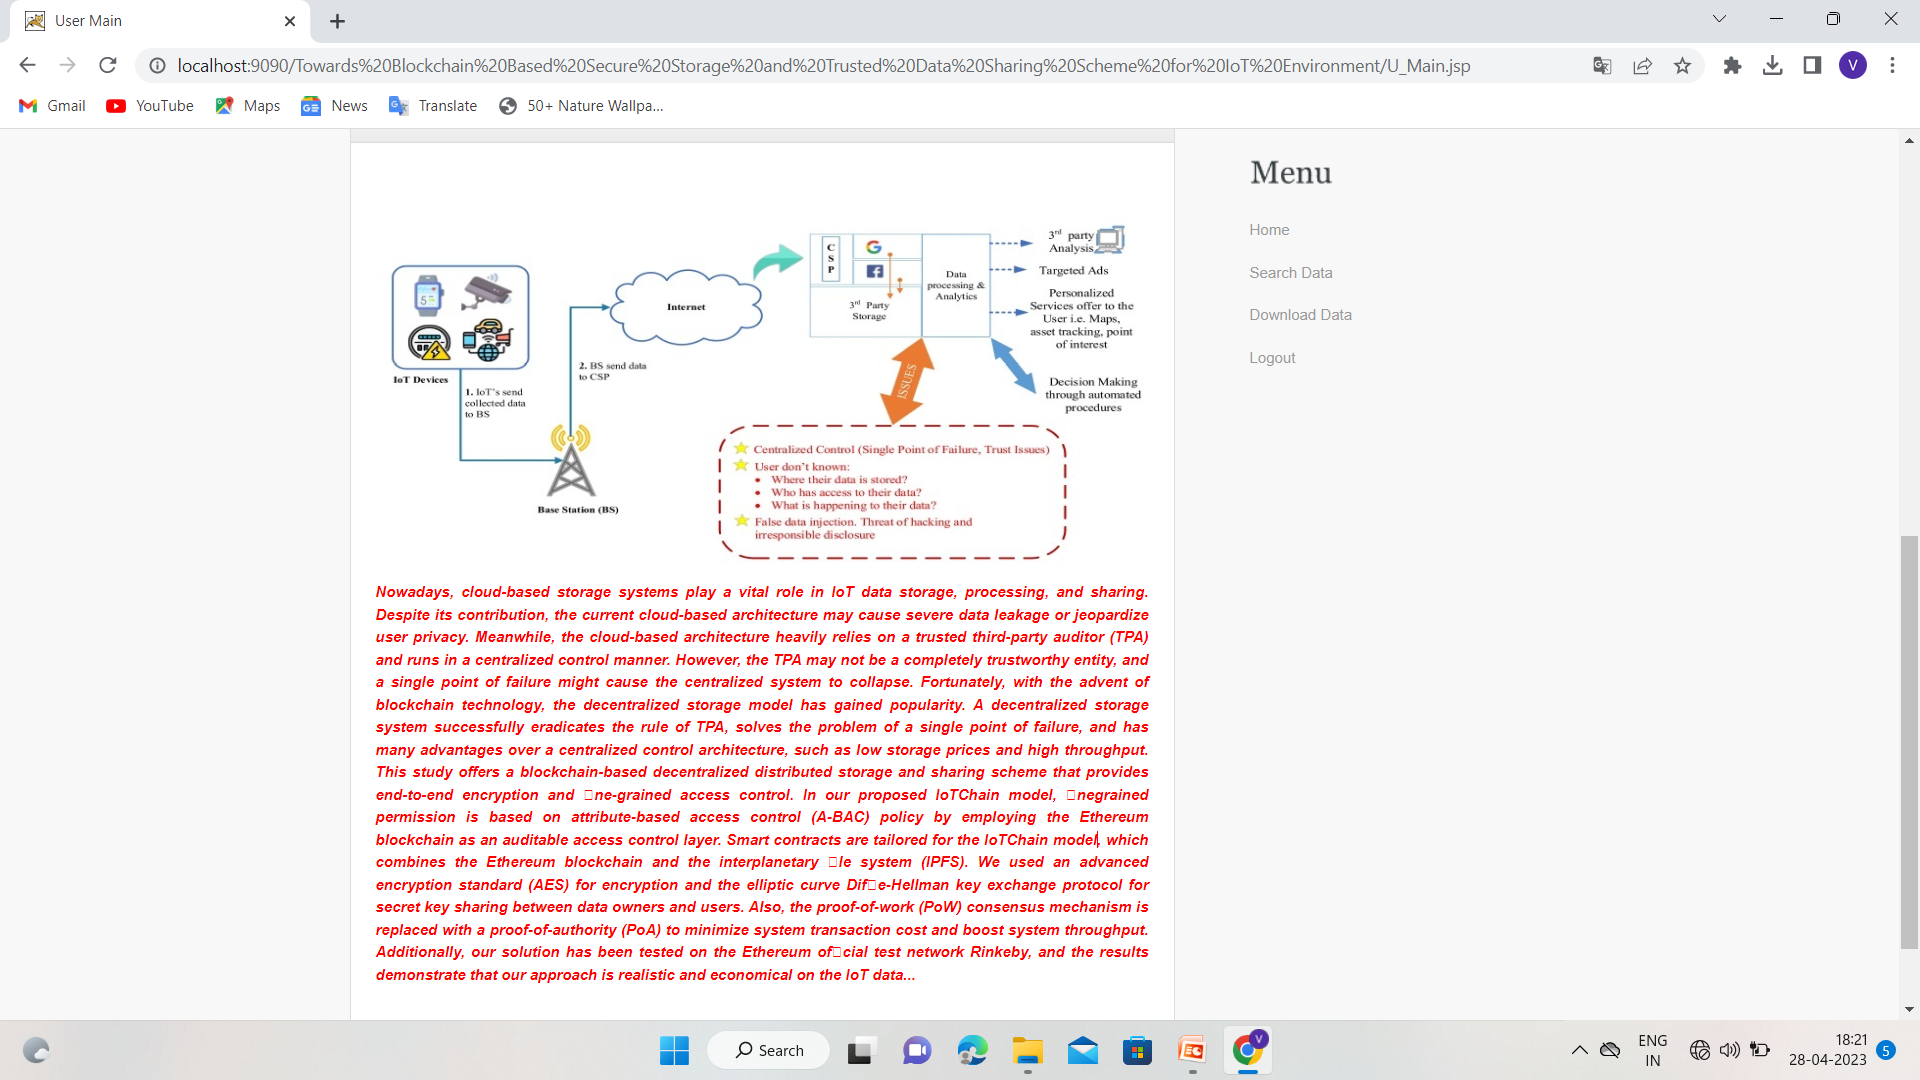 User Main
localhost:9090/Towards%20Blockchain%20Based%20Secure%20Storage%20and%20Trusted%20Data%20Sharing%20Scheme%20for%20IoT%20Environment/U_Main.jsp
V
Gmail
YouTube
Maps
News
Translate
50+ Nature Wallpa...
Menu
Home
Search Data
Download Data
Logout
IoT Devices
1. IoT's send
collected data
to BS
Base Station (BS)
2. BS send data
to CSP
Internet
C
S
P
3rd Party
Storage
Data
processing &
Analytics
3rd party
Analysis
Targeted Ads
Personalized
Services offer to the
User i.e. Maps,
asset tracking, point
of interest
Decision Making
through automated
procedures
ISSUES
Centralized Control (Single Point of Failure, Trust Issues)
User don't known:
• Where their data is stored?
• Who has access to their data?
• What is happening to their data?
False data injection. Threat of hacking and
irresponsible disclosure
Nowadays, cloud-based storage systems play a vital role in IoT data storage, processing, and sharing.
Despite its contribution, the current cloud-based architecture may cause severe data leakage or jeopardize
user privacy. Meanwhile, the cloud-based architecture heavily relies on a trusted third-party auditor (TPA)
and runs in a centralized control manner. However, the TPA may not be a completely trustworthy entity, and
a single point of failure might cause the centralized system to collapse. Fortunately, with the advent of
blockchain technology, the decentralized storage model has gained popularity. A decentralized storage
system successfully eradicates the rule of TPA, solves the problem of a single point of failure, and has
many advantages over a centralized control architecture, such as low storage prices and high throughput.
This study offers a blockchain-based decentralized distributed storage and sharing scheme that provides
end-to-end encryption and □ne-grained access control. In our proposed IoTChain model, □negrained
permission is based on attribute-based access control (A-BAC) policy by employing the Ethereum
blockchain as an auditable access control layer. Smart contracts are tailored for the IoTChain model, which
combines the Ethereum blockchain and the interplanetary □le system (IPFS). We used an advanced
encryption standard (AES) for encryption and the elliptic curve Dif□e-Hellman key exchange protocol for
secret key sharing between data owners and users. Also, the proof-of-work (PoW) consensus mechanism is
replaced with a proof-of-authority (PoA) to minimize system transaction cost and boost system throughput.
Additionally, our solution has been tested on the Ethereum of□cial test network Rinkeby, and the results
demonstrate that our approach is realistic and economical on the IoT data...
Search
V
ENG
IN
18:21
28-04-2023
5